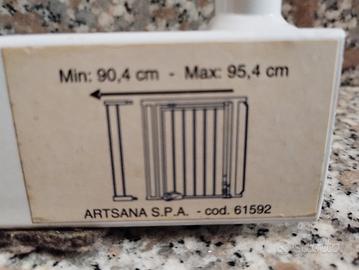 Min: 90,4 cm - Max: 95,4 cm
ARTSANA S.P.A. - cod. 61592